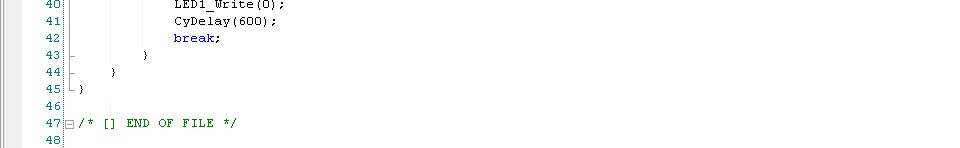 40 LED1_Write(0);
41 CyDelay(600);
42 break;
43 }
44 }
45 }
46
47 /* [] END OF FILE */
48